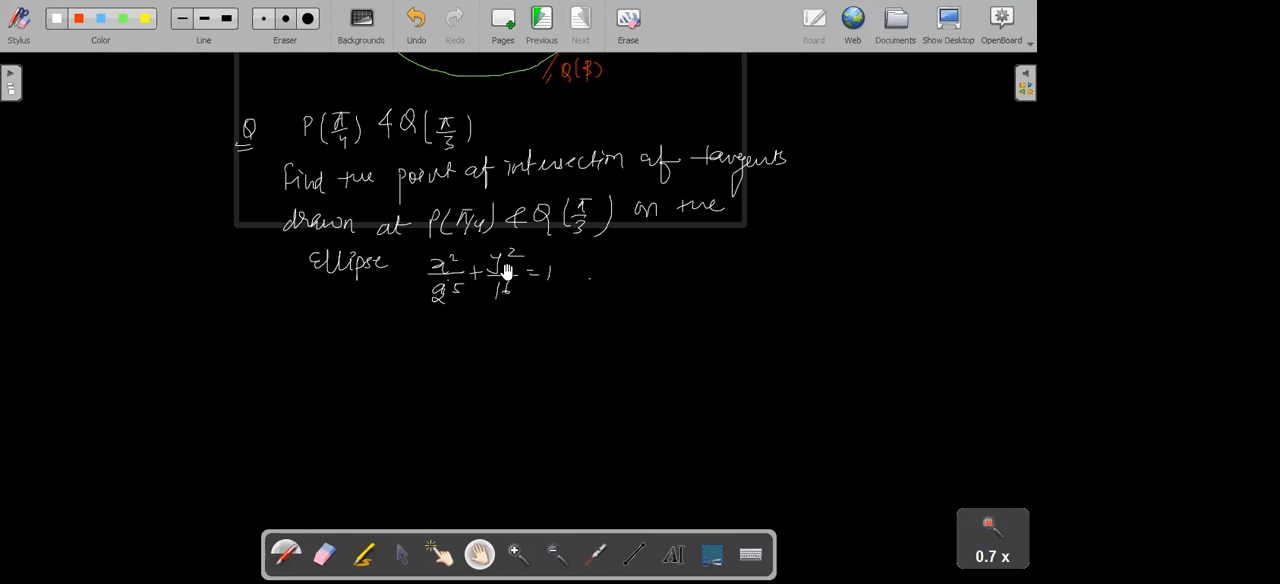 Stylus Color Line Eraser Backgrounds Undo Redo Pages Previous Next Erase Board Web Documents Show Desktop OpenBoard
Q(β)
Q P(π/4) & Q(π/3)
Find the point of intersection of tangents
drawn at P(π/4) & Q(π/3) on the
Ellipse x²/25 + y²/16 = 1 .
0.7 x